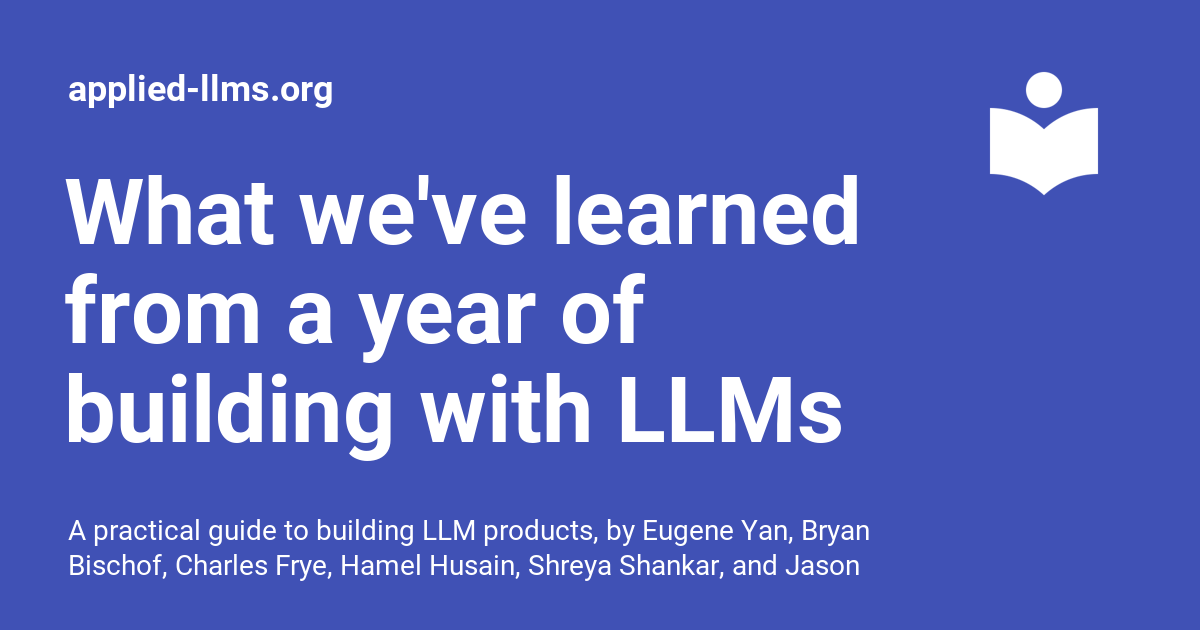 applied-llms.org
What we've learned
from a year of
building with LLMs
A practical guide to building LLM products, by Eugene Yan, Bryan
Bischof, Charles Frye, Hamel Husain, Shreya Shankar, and Jason